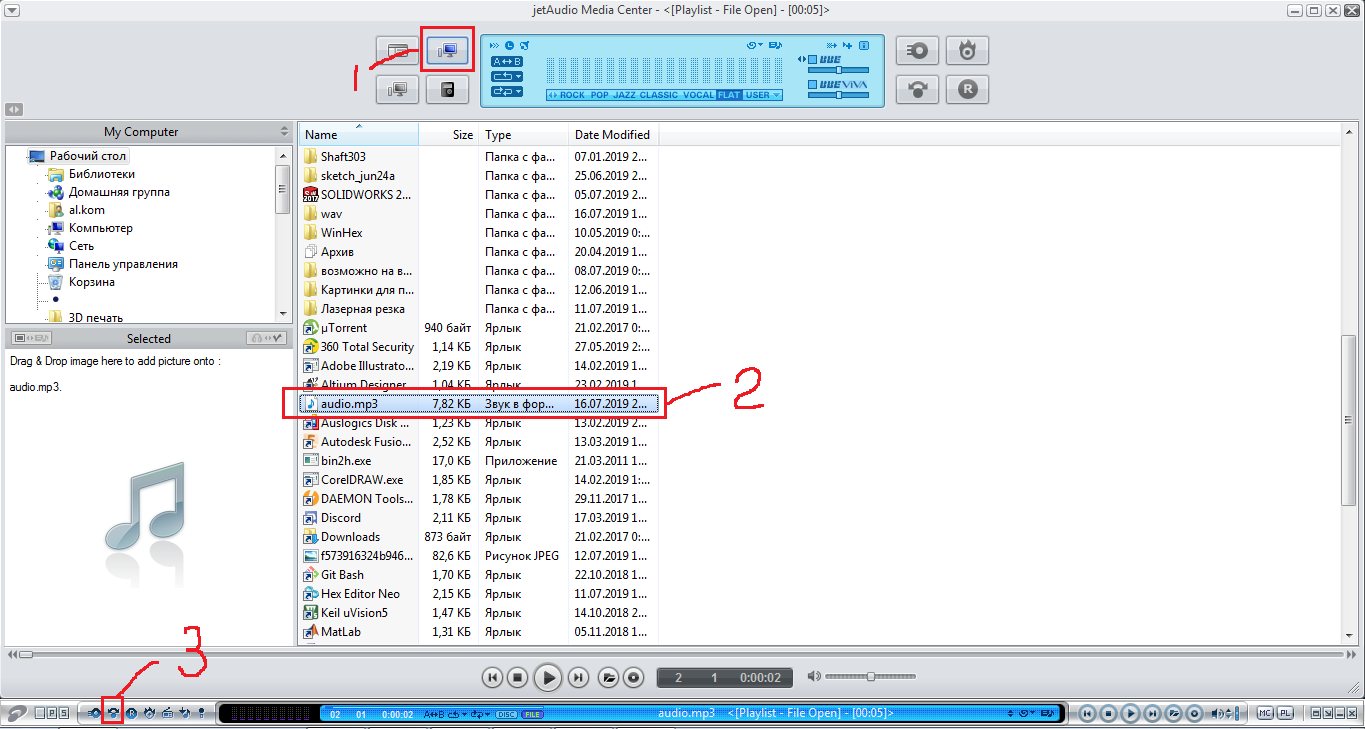 jetAudio Media Center - <[Playlist - File Open] - [00:05]>
1
A↔B
BBE
BBE VIVA
ROCK POP JAZZ CLASSIC VOCAL FLAT USER
R
My Computer
Рабочий стол
Библиотеки
Домашняя группа
al.kom
Компьютер
Сеть
Панель управления
Корзина
3D печать
Selected
Drag & Drop image here to add picture onto :
audio.mp3.
Name Size Type Date Modified
Shaft303 Папка с фа... 07.01.2019 2...
sketch_jun24a Папка с фа... 25.06.2019 2...
SOLIDWORKS 2... Папка с фа... 05.07.2019 2...
wav Папка с фа... 16.07.2019 1...
WinHex Папка с фа... 10.05.2019 0:...
Архив Папка с фа... 20.04.2019 1...
возможно на в... Папка с фа... 08.07.2019 0:...
Картинки для п... Папка с фа... 12.06.2019 1...
Лазерная резка Папка с фа... 11.07.2019 1...
µTorrent 940 байт Ярлык 21.02.2017 0:...
360 Total Security 1,14 КБ Ярлык 27.05.2019 2:...
Adobe Illustrato... 2,19 КБ Ярлык 14.02.2019 1...
Altium Designer 1,04 КБ Ярлык 23.02.2019 1...
audio.mp3 7,82 КБ Звук в фор... 16.07.2019 2...
2
Auslogics Disk ... 1,23 КБ Ярлык 13.02.2019 2...
Autodesk Fusio... 2,52 КБ Ярлык 13.03.2019 1...
bin2h.exe 17,0 КБ Приложение 21.03.2011 1...
CorelDRAW.exe 1,85 КБ Ярлык 14.02.2019 1:...
DAEMON Tools... 1,78 КБ Ярлык 29.11.2017 1...
Discord 2,11 КБ Ярлык 17.03.2019 1...
Downloads 873 байт Ярлык 21.02.2017 0:...
f573916324b946... 82,6 КБ Рисунок JPEG 12.07.2019 1...
Git Bash 1,70 КБ Ярлык 22.10.2018 1...
Hex Editor Neo 2,15 КБ Ярлык 11.07.2019 1...
Keil uVision5 1,47 КБ Ярлык 14.10.2018 2...
MatLab 1,31 КБ Ярлык 05.11.2018 1...
3
2 1 0:00:02
P S
R
02 01 0:00:02 A↔B DISC FILE audio.mp3 <[Playlist - File Open] - [00:05]>
MC PL